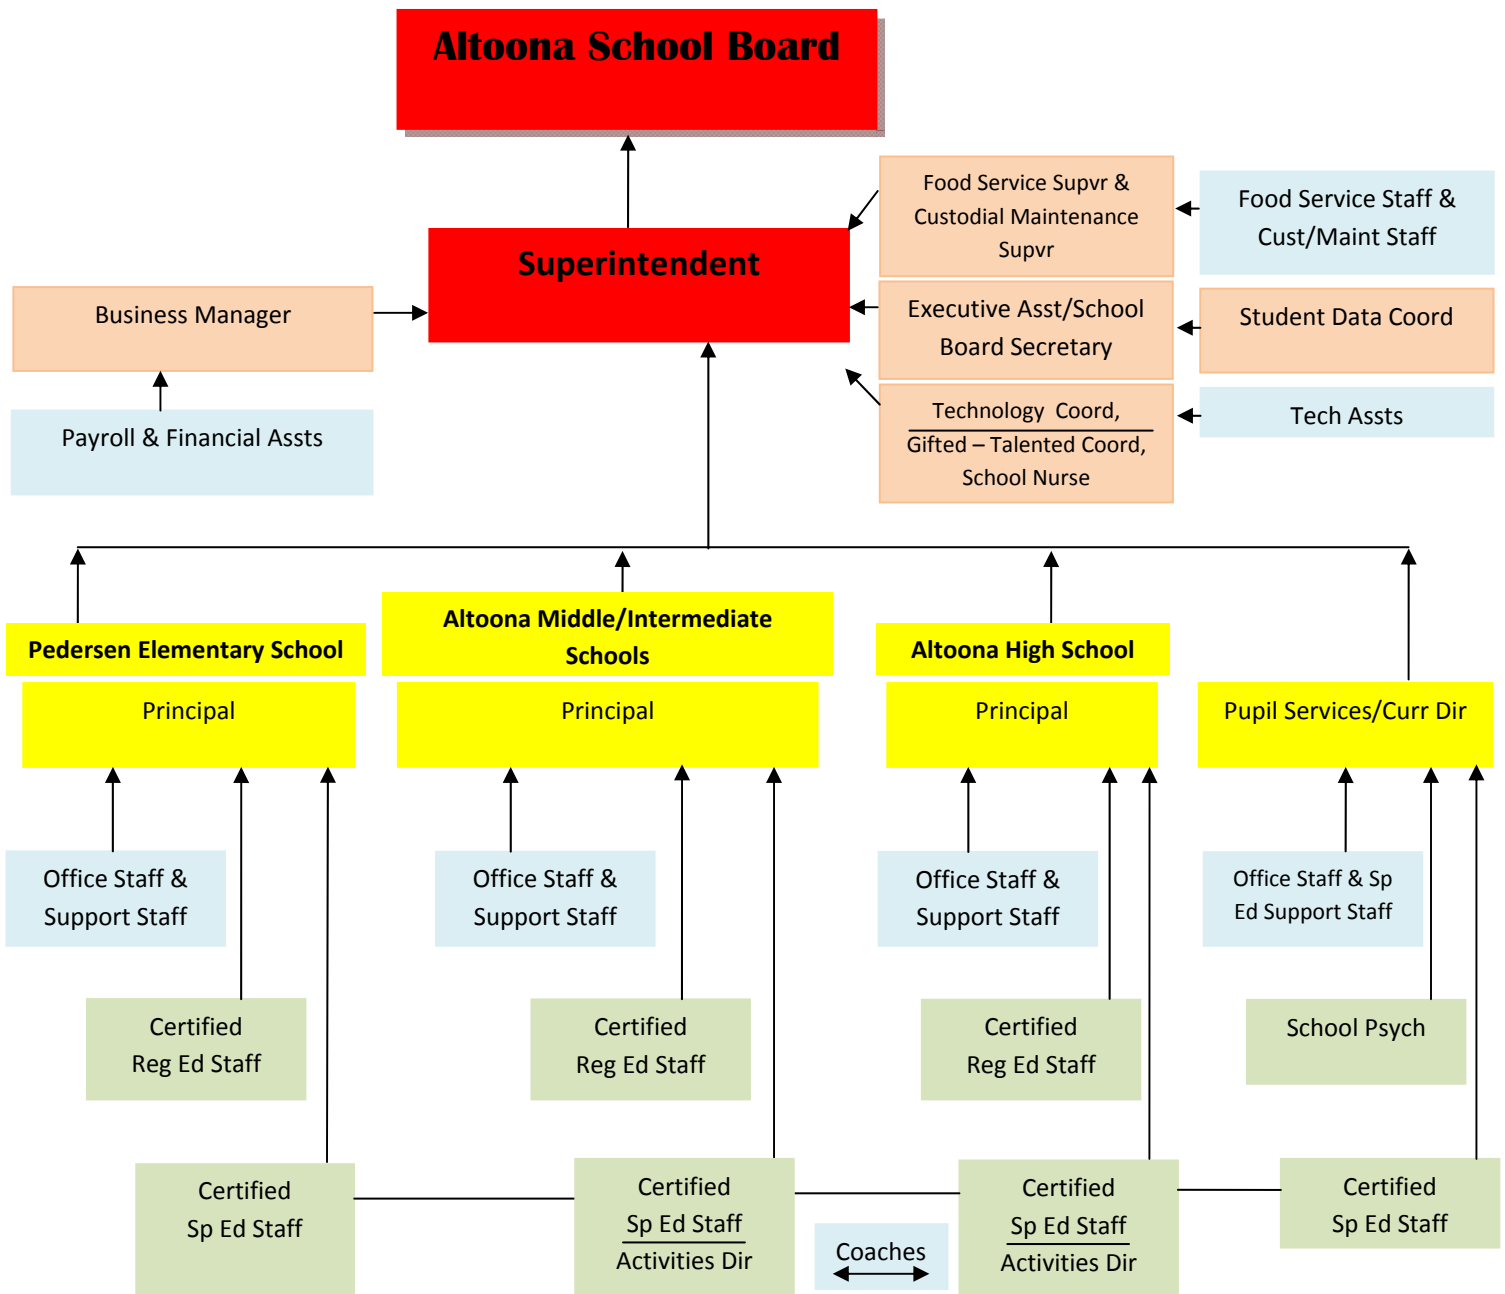 Altoona School Board
Food Service Supvr &
Custodial Maintenance
Supvr
Food Service Staff &
Cust/Maint Staff
Superintendent
Business Manager
Executive Asst/School
Board Secretary
Student Data Coord
Payroll & Financial Assts
Technology Coord,
Gifted – Talented Coord,
School Nurse
Tech Assts
Pedersen Elementary School
Altoona Middle/Intermediate
Schools
Altoona High School
Principal
Principal
Principal
Pupil Services/Curr Dir
Office Staff &
Support Staff
Office Staff &
Support Staff
Office Staff &
Support Staff
Office Staff & Sp
Ed Support Staff
Certified
Reg Ed Staff
Certified
Reg Ed Staff
Certified
Reg Ed Staff
School Psych
Certified
Sp Ed Staff
Certified
Sp Ed Staff
Activities Dir
Coaches
Certified
Sp Ed Staff
Activities Dir
Certified
Sp Ed Staff